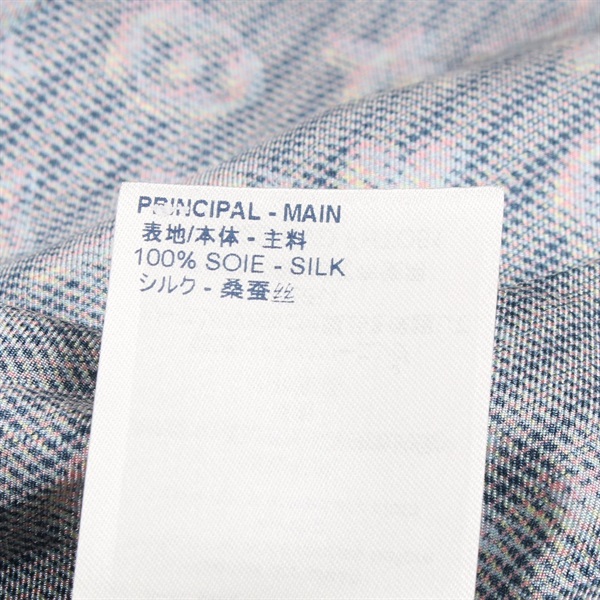 PRINCIPAL - MAIN
表地/本体 - 主料
100% SOIE - SILK
シルク - 桑蚕丝